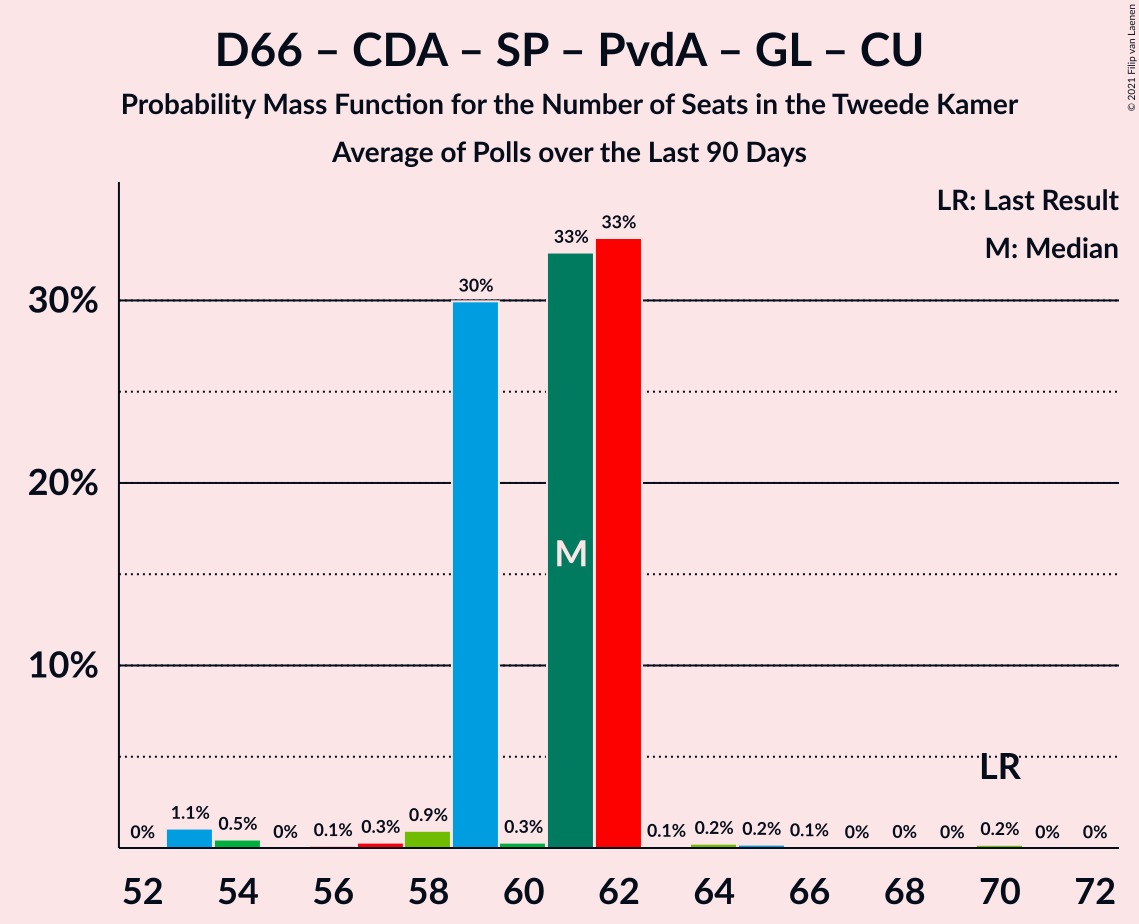 D66 – CDA – SP – PvdA – GL – CU
Probability Mass Function for the Number of Seats in the Tweede Kamer
Average of Polls over the Last 90 Days
© 2021 Filip van Laenen
LR: Last Result
M: Median
33%
33%
30%
30%
20%
M
10%
LR
0% 1.1% 0.5% 0% 0.1% 0.3% 0.9% 0.3% 0.1% 0.2% 0.2% 0.1% 0% 0% 0% 0.2% 0% 0%
52 54 56 58 60 62 64 66 68 70 72